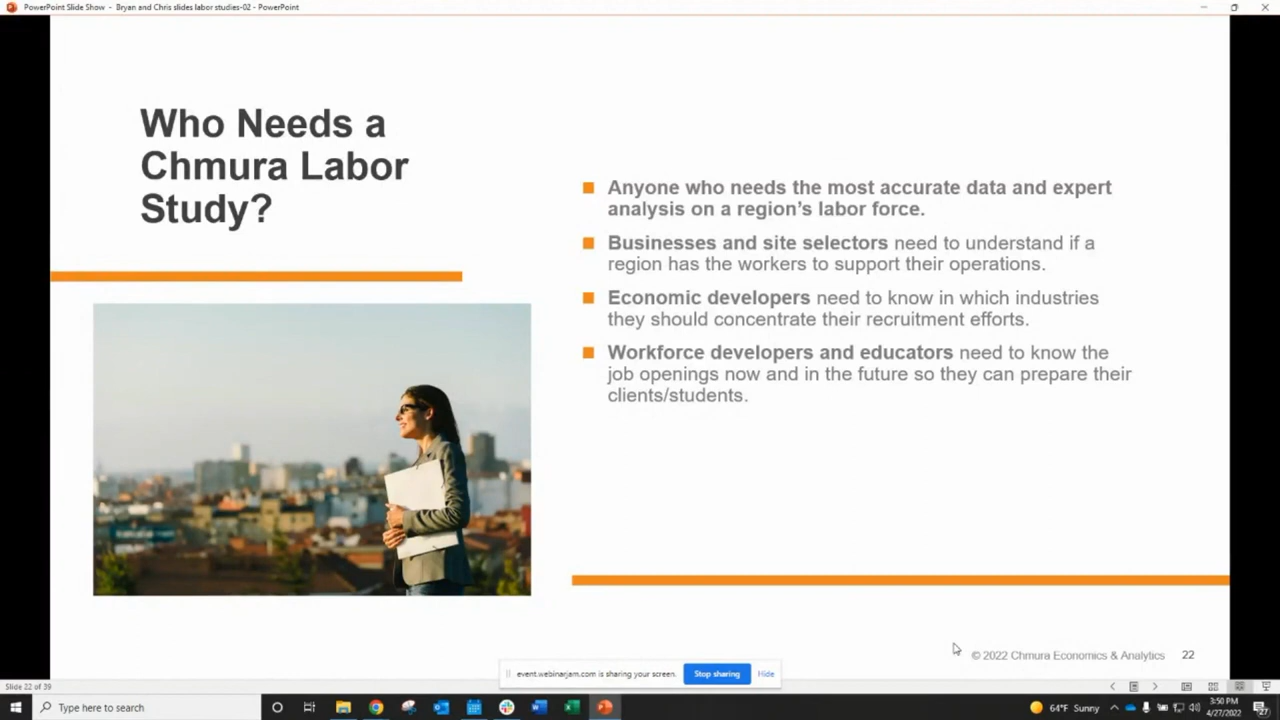 PowerPoint Slide Show - Bryan and Chris slides labor studies-02 - PowerPoint
Who Needs a
Chmura Labor
Study?
Anyone who needs the most accurate data and expert
analysis on a region's labor force.
Businesses and site selectors need to understand if a
region has the workers to support their operations.
Economic developers need to know in which industries
they should concentrate their recruitment efforts.
Workforce developers and educators need to know the
job openings now and in the future so they can prepare their
clients/students.
© 2022 Chmura Economics & Analytics 22
event.webinarjam.com is sharing your screen. Stop sharing Hide
Slide 22 of 39
Type here to search
64°F Sunny
3:50 PM
4/27/2022
27